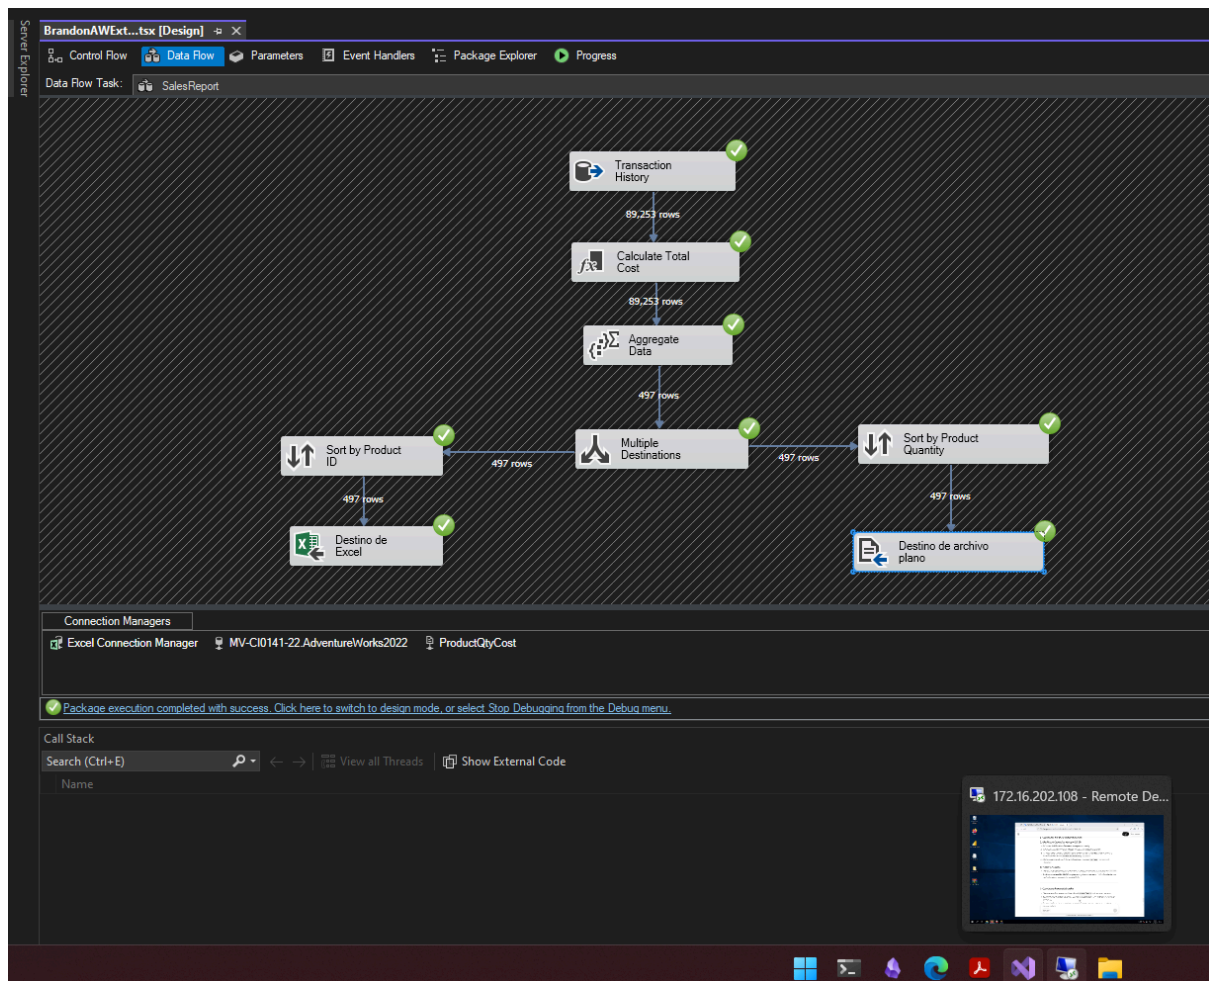 Server Explorer
BrandonAWExt...tsx [Design]
Control Flow Data Flow Parameters Event Handlers Package Explorer Progress
Data Flow Task: SalesReport
Transaction
History
89,253 rows
Calculate Total
Cost
89,253 rows
Aggregate
Data
497 rows
Multiple
Destinations
497 rows
497 rows
Sort by Product
ID
Sort by Product
Quantity
497 rows
497 rows
Destino de
Excel
Destino de archivo
plano
Connection Managers
Excel Connection Manager MV-CI0141-22.AdventureWorks2022 ProductQtyCost
Package execution completed with success. Click here to switch to design mode, or select Stop Debugging from the Debug menu.
Call Stack
Search (Ctrl+E) View all Threads Show External Code
Name
172.16.202.108 - Remote De...